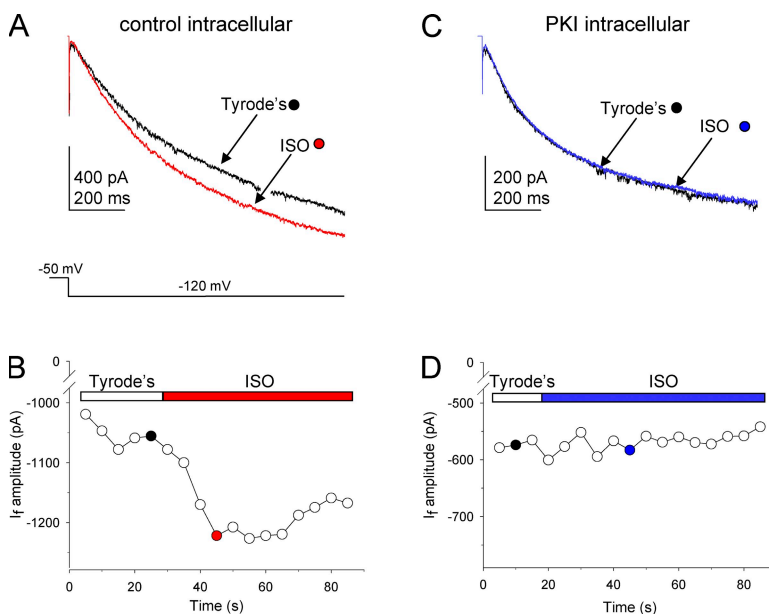 A control intracellular
Tyrode's
ISO
400 pA
200 ms
-50 mV
-120 mV
C PKI intracellular
Tyrode's
ISO
200 pA
200 ms
B
0
Tyrode's ISO
-1000
-1100
-1200
If amplitude (pA)
0 20 40 60 80
Time (s)
D
0
Tyrode's ISO
-500
-600
-700
If amplitude (pA)
0 20 40 60 80
Time (s)